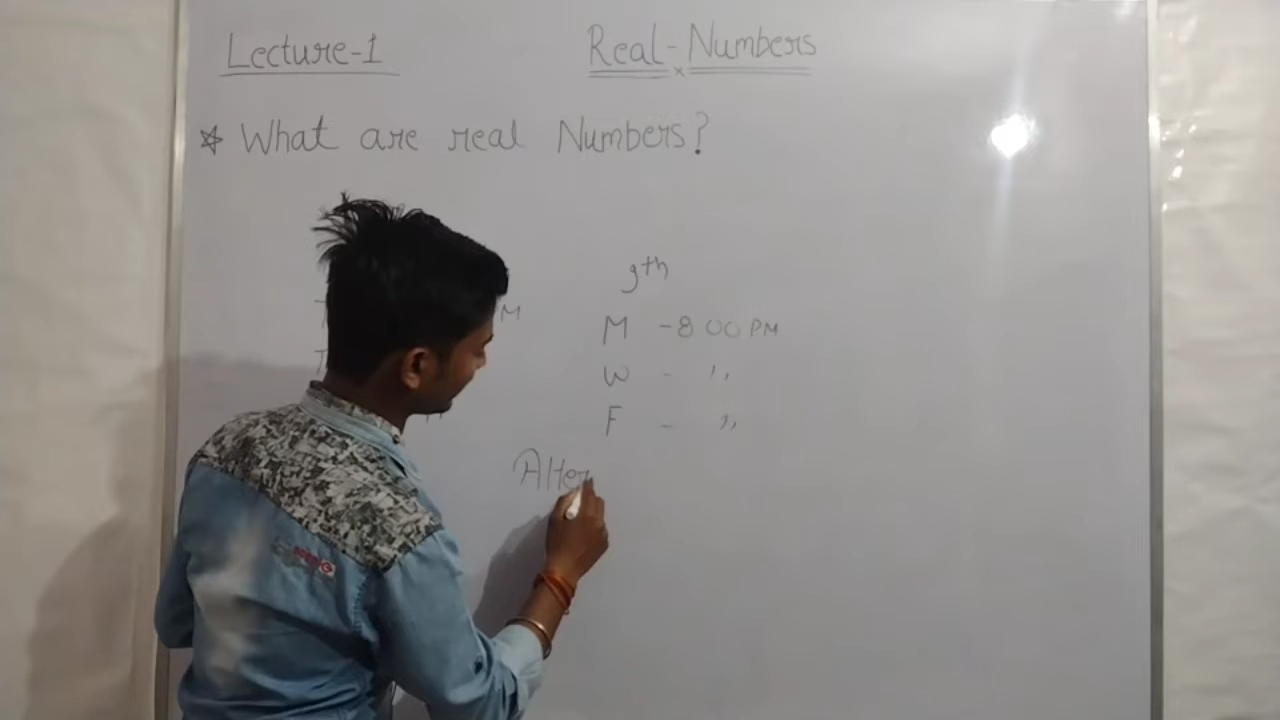 Lecture-1
Real-Numbers
☆ What are real Numbers?
9th
M
M - 8 00 PM
W - ,,
F - ,,
Alter